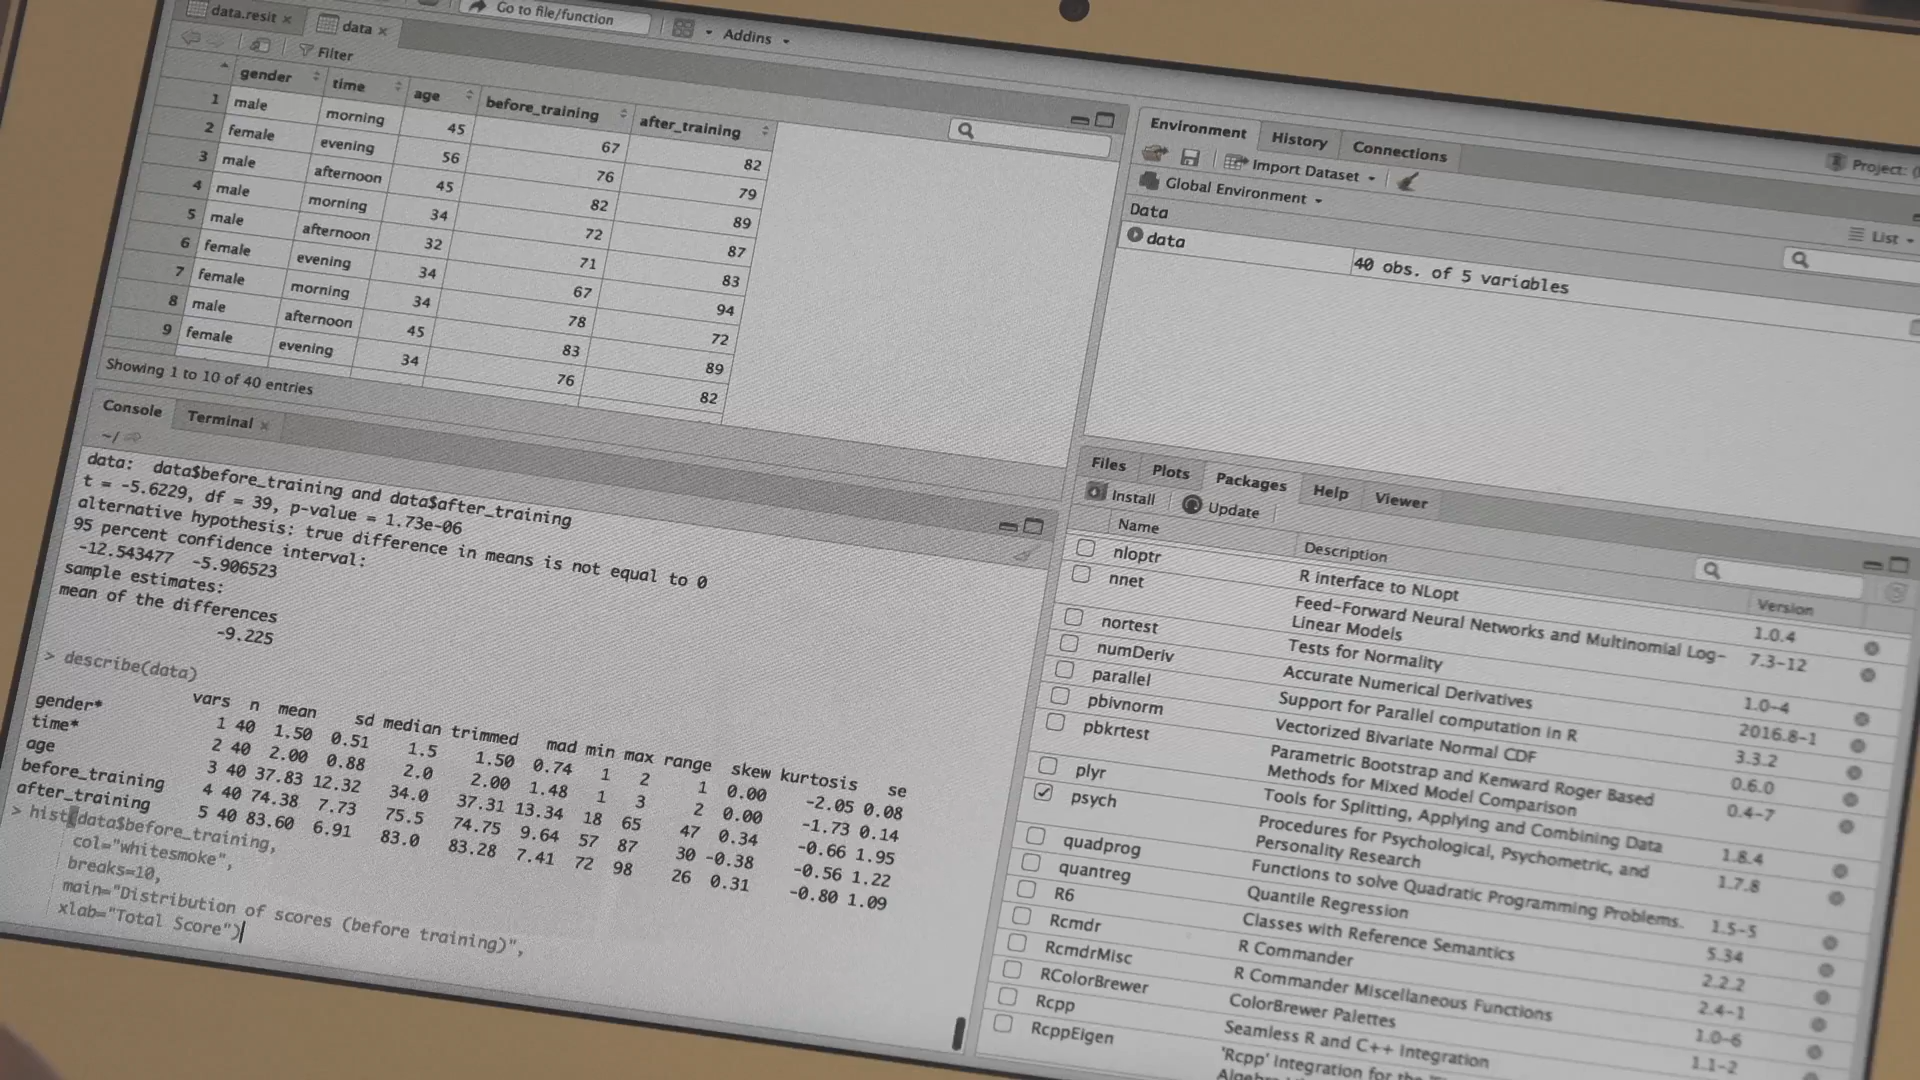 data.resit ×
data ×
Go to file/function
Addins
Filter
gender time age before_training after_training
1 male morning 45 67 82
2 female evening 56 76 79
3 male afternoon 45 82 89
4 male morning 34 72 87
5 male afternoon 32 71 83
6 female evening 34 67 94
7 female morning 34 78 72
8 male afternoon 45 83 89
9 female evening 34 76 82
Showing 1 to 10 of 40 entries
Console Terminal ×
~/
data: data$before_training and data$after_training
t = -5.6229, df = 39, p-value = 1.73e-06
alternative hypothesis: true difference in means is not equal to 0
95 percent confidence interval:
-12.543477 -5.906523
sample estimates:
mean of the differences
-9.225
> describe(data)
vars n mean sd median trimmed mad min max range skew kurtosis se
gender* 1 40 1.50 0.51 1.5 1.50 0.74 1 2 1 0.00 -2.05 0.08
time* 2 40 2.00 0.88 2.0 2.00 1.48 1 3 2 0.00 -1.73 0.14
age 3 40 37.83 12.32 34.0 37.31 13.34 18 65 47 0.34 -0.66 1.95
before_training 4 40 74.38 7.73 75.5 74.75 9.64 57 87 30 -0.38 -0.56 1.22
after_training 5 40 83.60 6.91 83.0 83.28 7.41 72 98 26 0.31 -0.80 1.09
> hist(data$before_training,
col="whitesmoke",
breaks=10,
main="Distribution of scores (before training)",
xlab="Total Score")
Environment History Connections
Project:
Import Dataset
Global Environment
List
Data
data 40 obs. of 5 variables
Files Plots Packages Help Viewer
Install Update
Name Description Version
nloptr R interface to NLopt 1.0.4
nnet Feed-Forward Neural Networks and Multinomial Log-
Linear Models 7.3-12
nortest Tests for Normality 1.0-4
numDeriv Accurate Numerical Derivatives 2016.8-1
parallel Support for Parallel computation in R 3.3.2
pbivnorm Vectorized Bivariate Normal CDF 0.6.0
pbkrtest Parametric Bootstrap and Kenward Roger Based
Methods for Mixed Model Comparison 0.4-7
plyr Tools for Splitting, Applying and Combining Data 1.8.4
psych Procedures for Psychological, Psychometric, and
Personality Research 1.7.8
quadprog Functions to solve Quadratic Programming Problems. 1.5-5
quantreg Quantile Regression 5.34
R6 Classes with Reference Semantics 2.2.2
Rcmdr R Commander 2.4-1
RcmdrMisc R Commander Miscellaneous Functions 1.0-6
RColorBrewer ColorBrewer Palettes 1.1-2
Rcpp Seamless R and C++ Integration
RcppEigen 'Rcpp' Integration for the